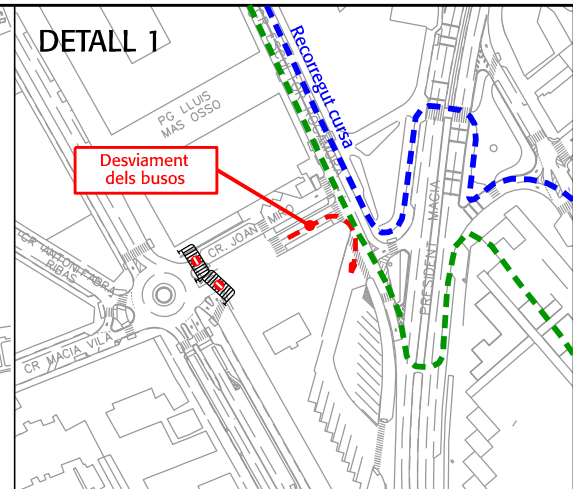 DETALL 1
Recorregut cursa
PG LLUIS
MAS OSSO
Desviament
dels busos
CR. JOAN MIRO
PRESIDENT MACIA
CR ANTONI FABRA
RIBAS
CR MACIA VILA